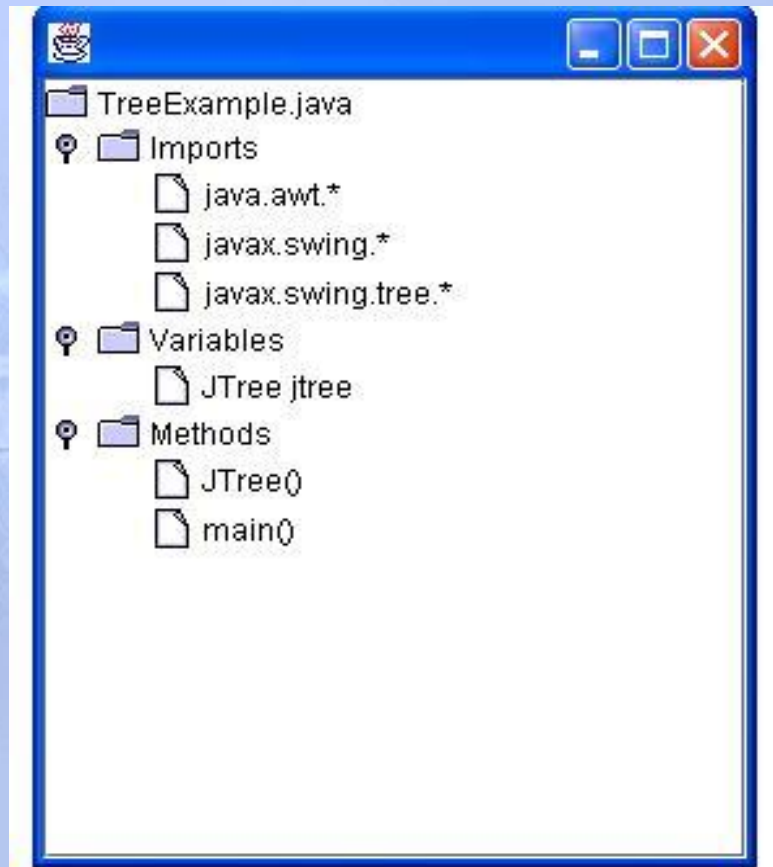 TreeExample.java
Imports
java.awt.*
javax.swing.*
javax.swing.tree.*
Variables
JTree jtree
Methods
JTree()
main()